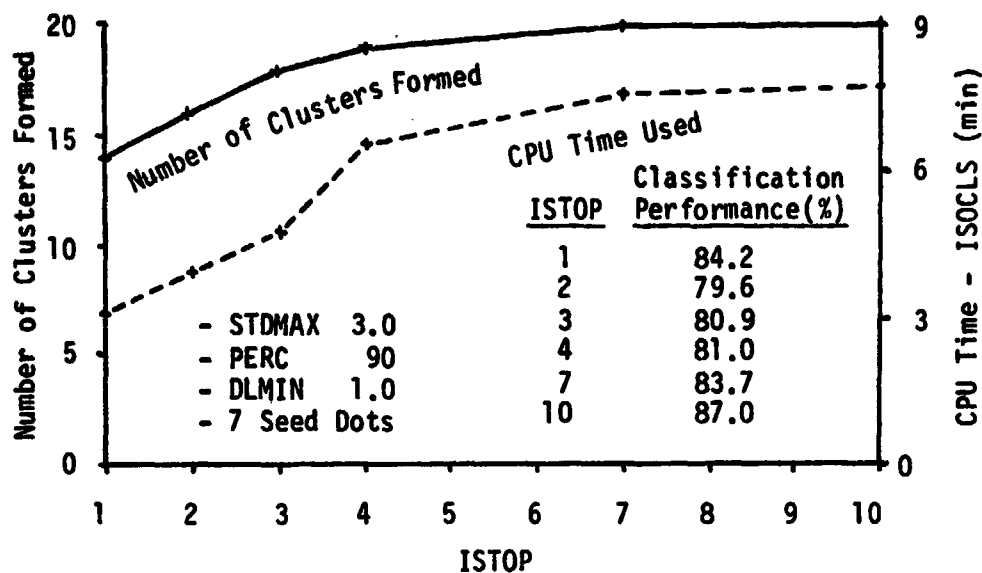 Number of Clusters Formed
20
15
10
5
0
Number of Clusters Formed
CPU Time Used
ISTOP Classification Performance(%)
1 84.2
2 79.6
3 80.9
4 81.0
7 83.7
10 87.0
- STDMAX 3.0
- PERC 90
- DLMIN 1.0
- 7 Seed Dots
9
6
3
0
CPU Time - ISOCLS (min)
1 2 3 4 5 6 7 8 9 10
ISTOP